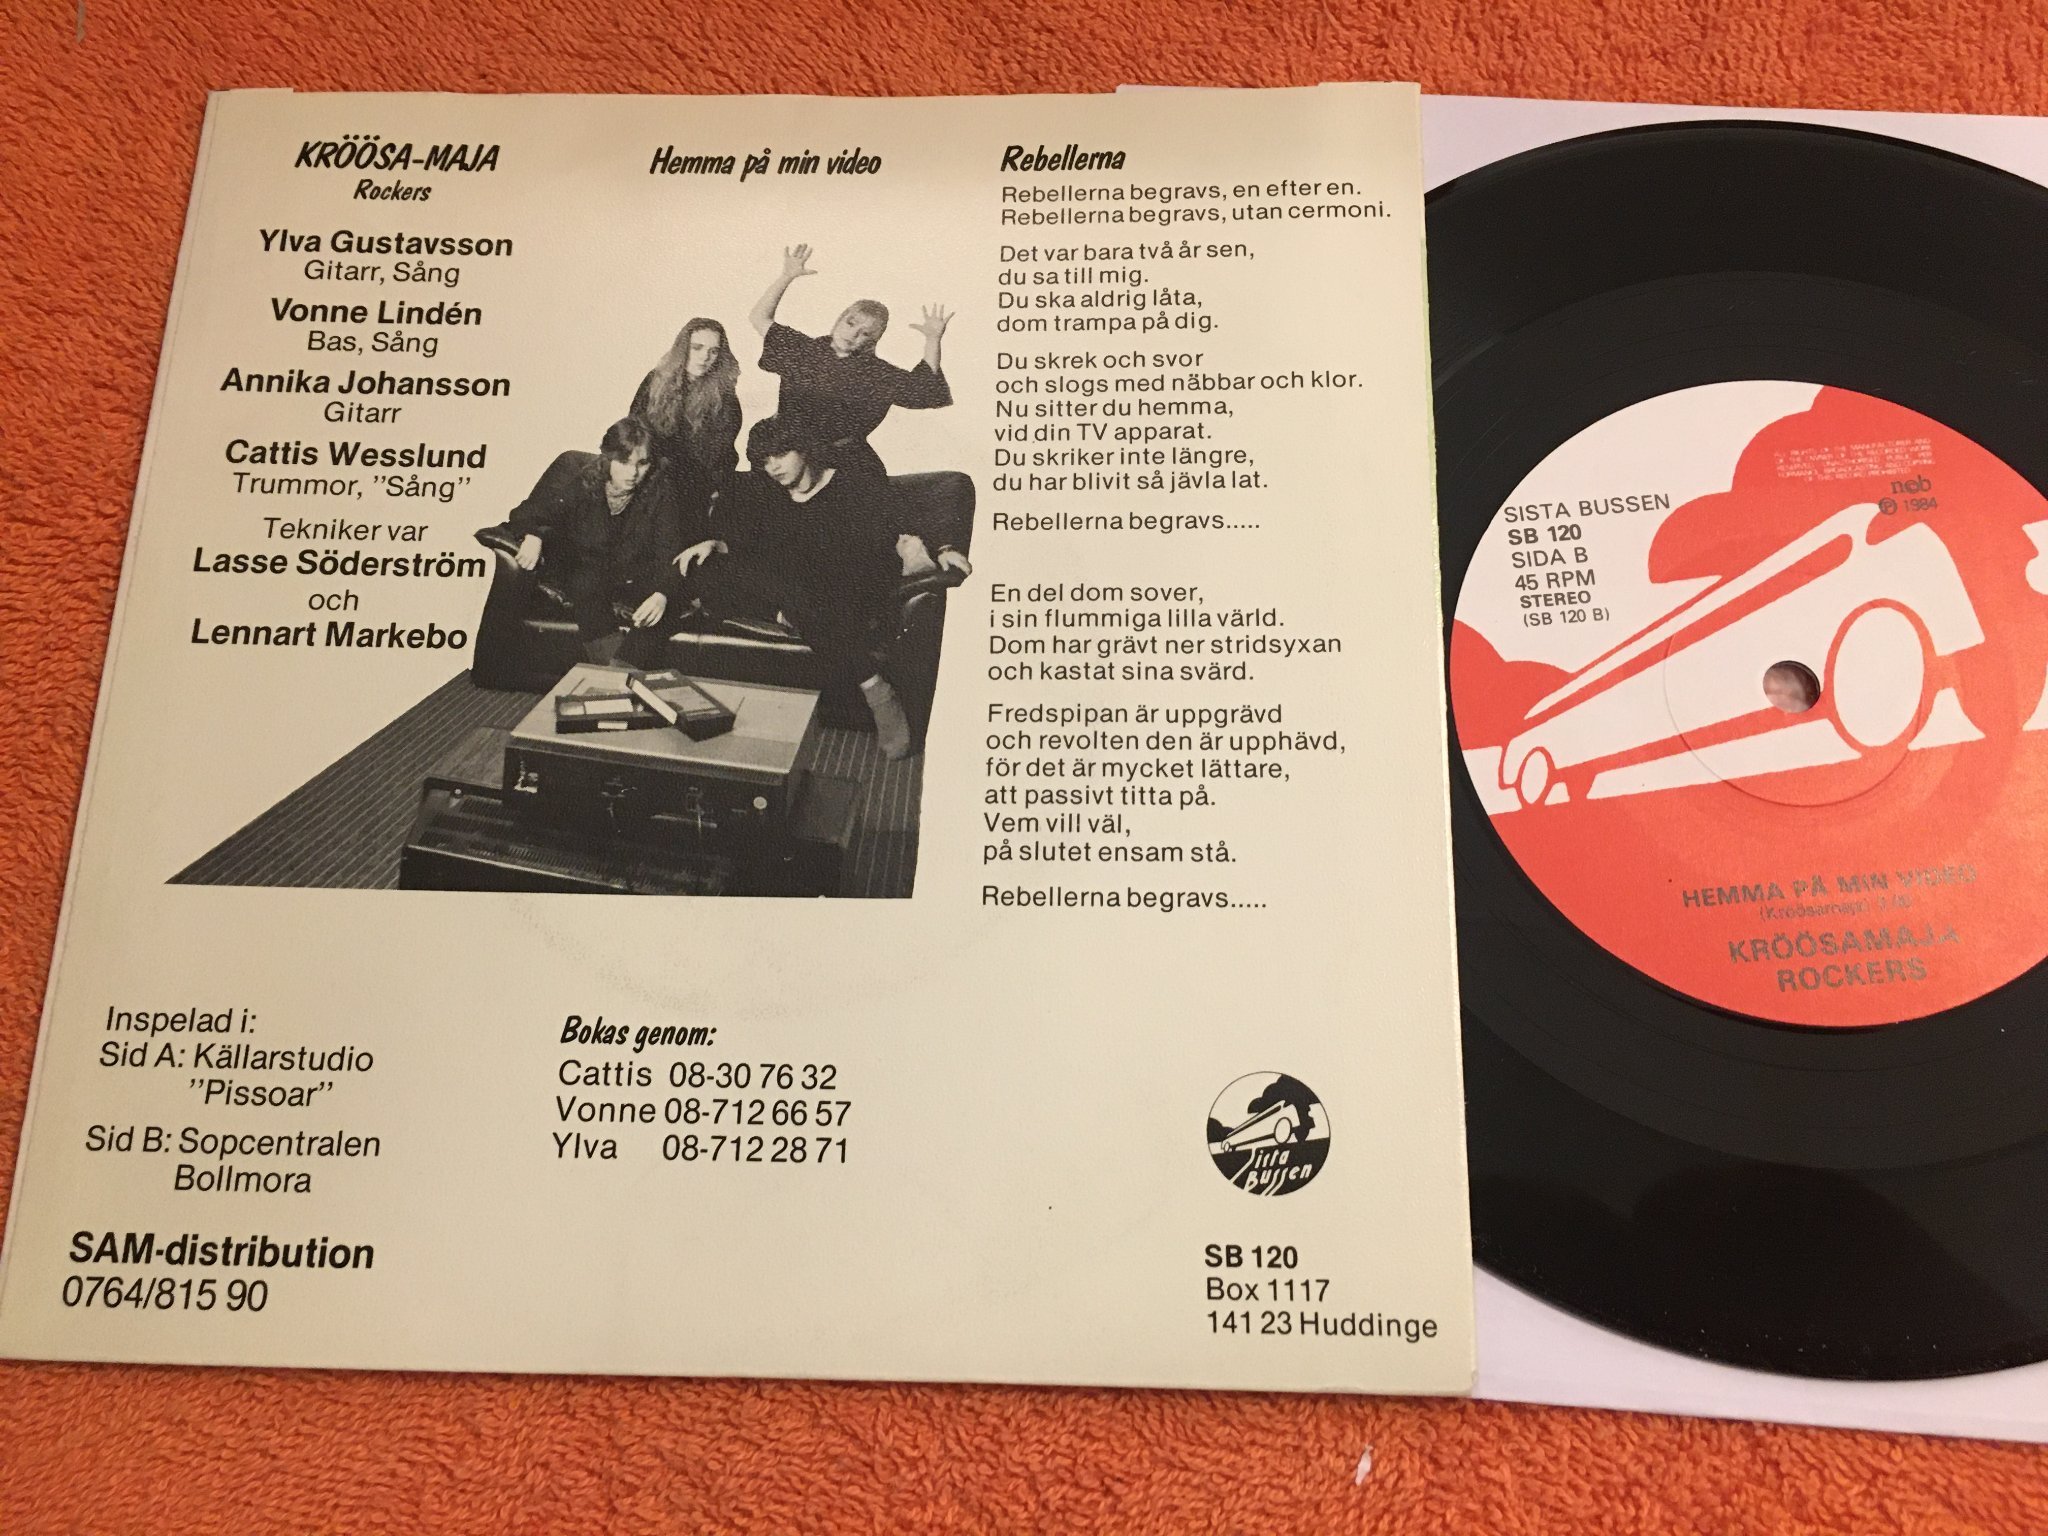 KRÖÖSA-MAJA
Rockers
Ylva Gustavsson
Gitarr, Sång
Vonne Lindén
Bas, Sång
Annika Johansson
Gitarr
Cattis Wesslund
Trummor, ”Sång”
Tekniker var
Lasse Söderström
och
Lennart Markebo
Hemma på min video
Rebellerna
Rebellerna begravs, en efter en.
Rebellerna begravs, utan cermoni.
Det var bara två år sen,
du sa till mig.
Du ska aldrig låta,
dom trampa på dig.
Du skrek och svor
och slogs med näbbar och klor.
Nu sitter du hemma,
vid din TV apparat.
Du skriker inte längre,
du har blivit så jävla lat.
Rebellerna begravs.....
En del dom sover,
i sin flummiga lilla värld.
Dom har grävt ner stridsyxan
och kastat sina svärd.
Fredspipan är uppgrävd
och revolten den är upphävd,
för det är mycket lättare,
att passivt titta på.
Vem vill väl,
på slutet ensam stå.
Rebellerna begravs.....
Inspelad i:
Sid A: Källarstudio
”Pissoar”
Sid B: Sopcentralen
Bollmora
SAM-distribution
0764/815 90
Bokas genom:
Cattis 08-30 76 32
Vonne 08-712 66 57
Ylva 08-712 28 71
Sista
Bussen
SB 120
Box 1117
141 23 Huddinge
SISTA BUSSEN
SB 120
SIDA B
45 RPM
STEREO
(SB 120 B)
ncb
℗ 1984
HEMMA PÅ MIN VIDEO
(Kröösamaja)
KRÖÖSAMAJA
ROCKERS